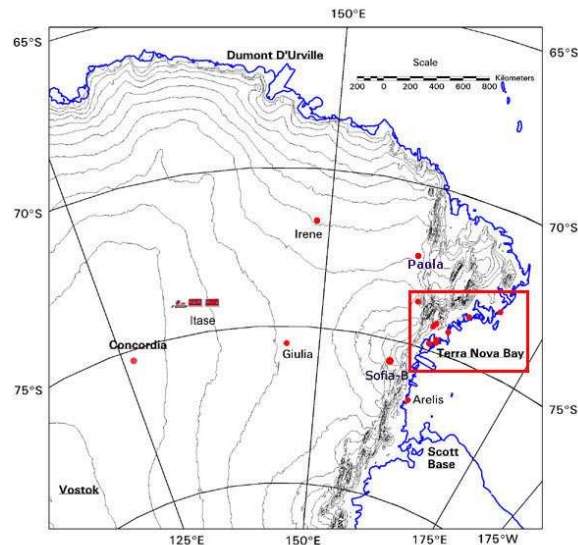 150°E
65°S
65°S
Dumont D'Urville
Scale
200 0 200 400 600 800 Kilometers
70°S
70°S
Irene
Paola
Itase
Concordia
Giulia
Terra Nova Bay
Sofia-B
75°S
Arelis
75°S
Scott
Base
Vostok
125°E
150°E
175°E
175°W